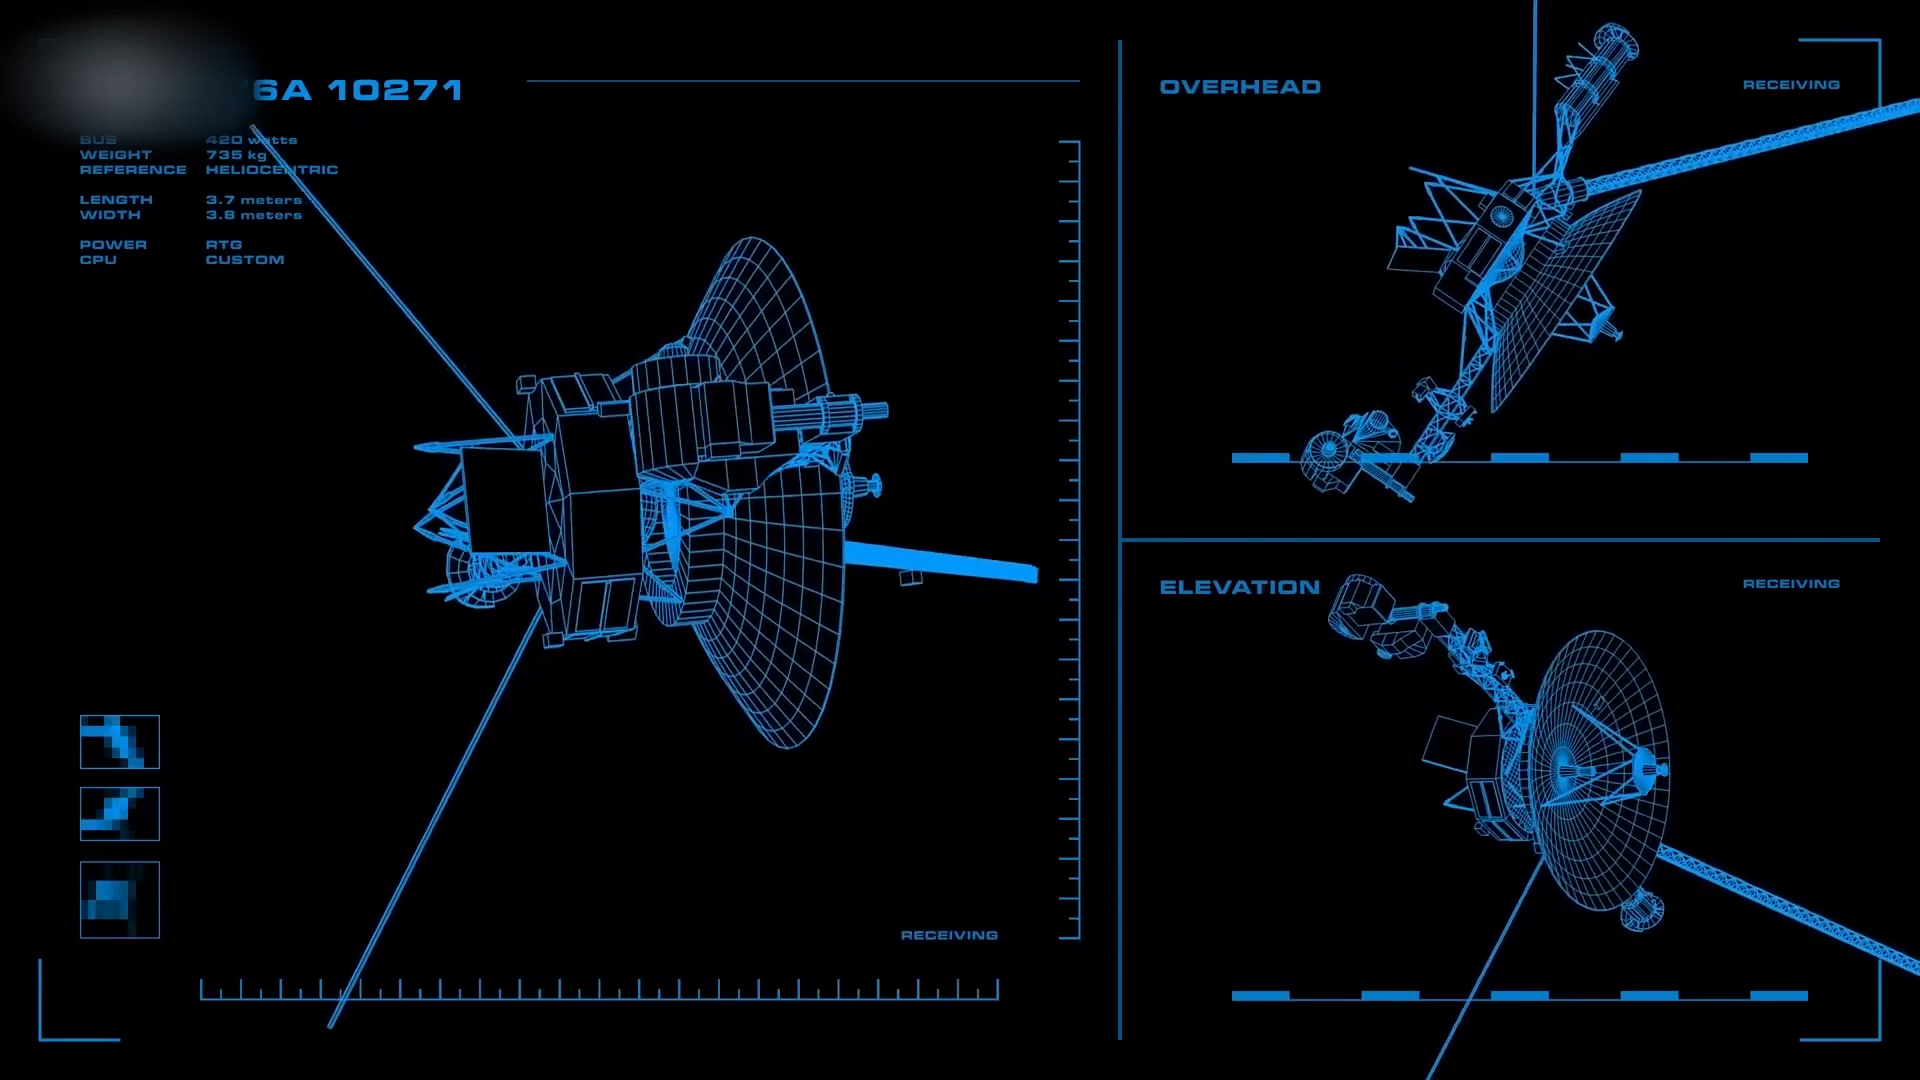 6A 10271
BUS 420 watts
WEIGHT 735 kg
REFERENCE HELIOCENTRIC
LENGTH 3.7 meters
WIDTH 3.8 meters
POWER RTG
CPU CUSTOM
RECEIVING
OVERHEAD
RECEIVING
ELEVATION
RECEIVING